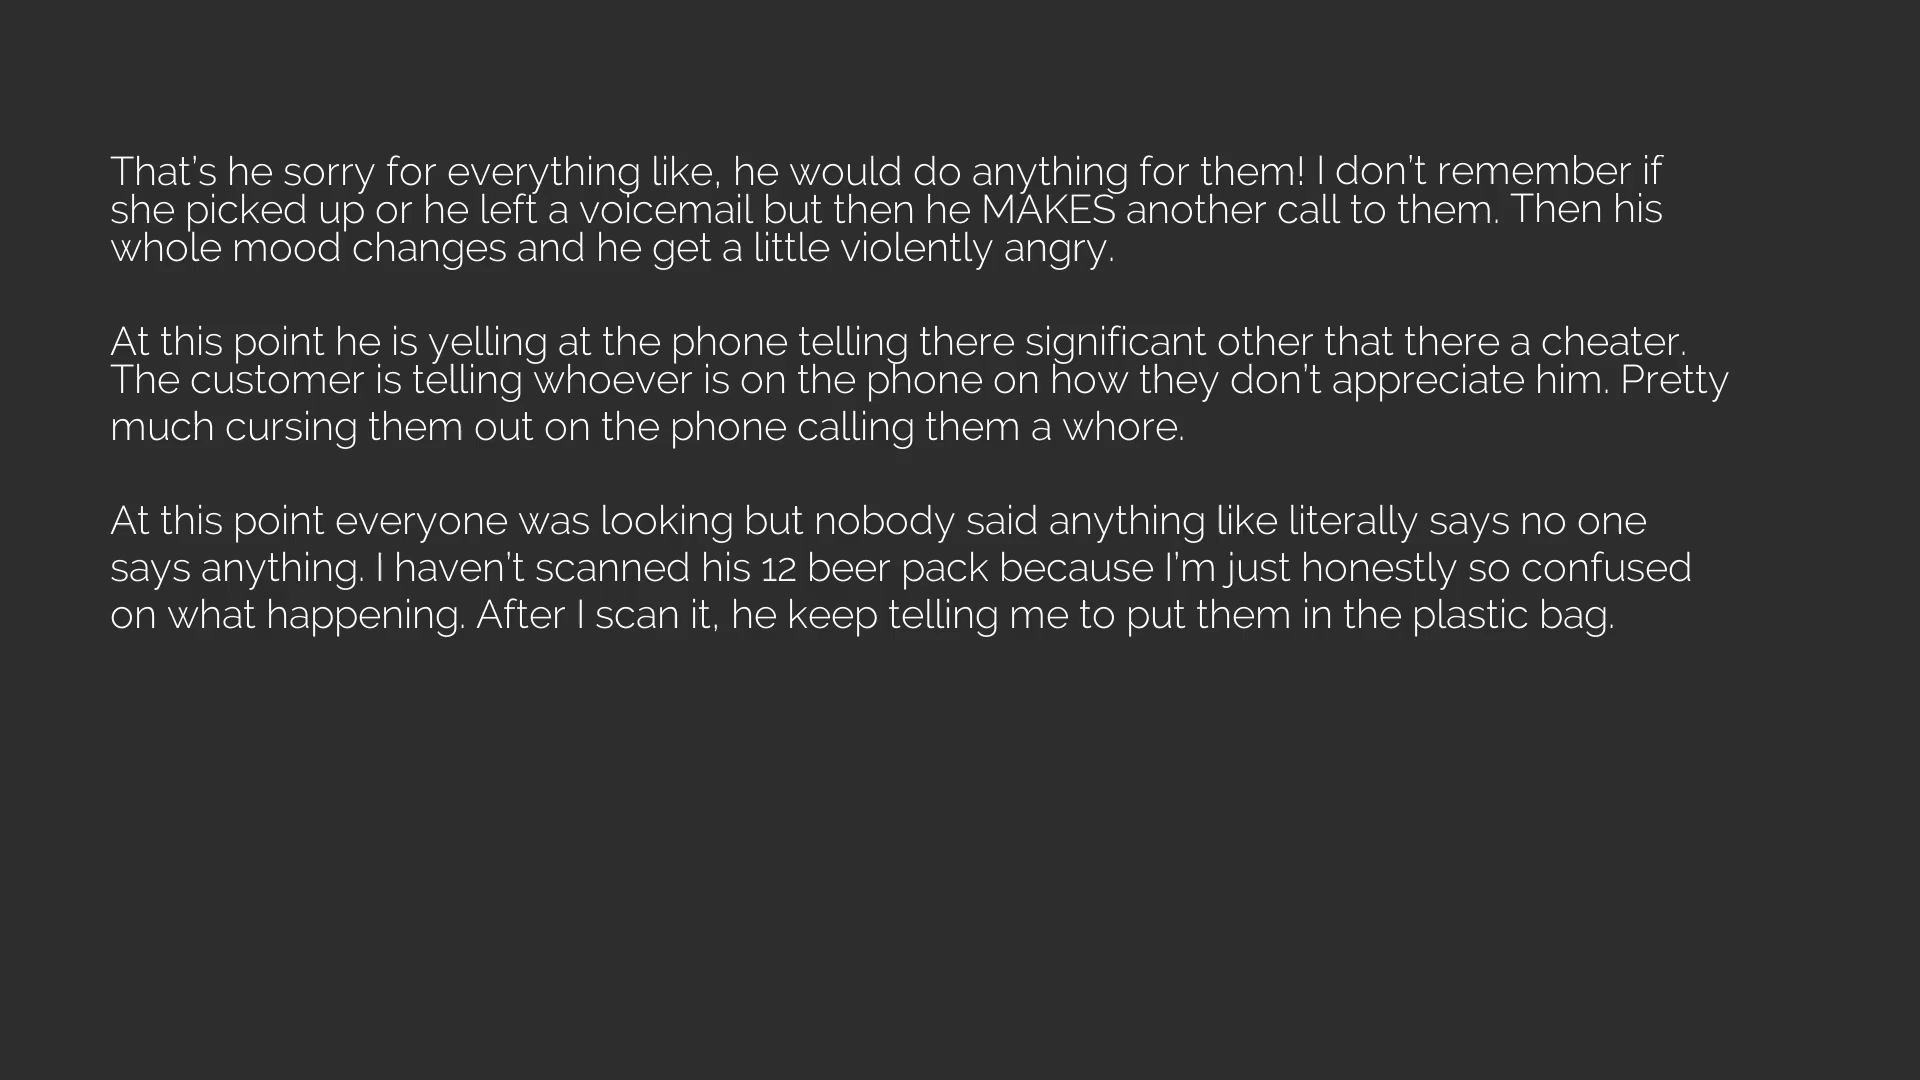 That's he sorry for everything like, he would do anything for them! I don't remember if
she picked up or he left a voicemail but then he MAKES another call to them. Then his
whole mood changes and he get a little violently angry.
At this point he is yelling at the phone telling there significant other that there a cheater.
The customer is telling whoever is on the phone on how they don't appreciate him. Pretty
much cursing them out on the phone calling them a whore.
At this point everyone was looking but nobody said anything like literally says no one
says anything. I haven't scanned his 12 beer pack because I'm just honestly so confused
on what happening. After I scan it, he keep telling me to put them in the plastic bag.